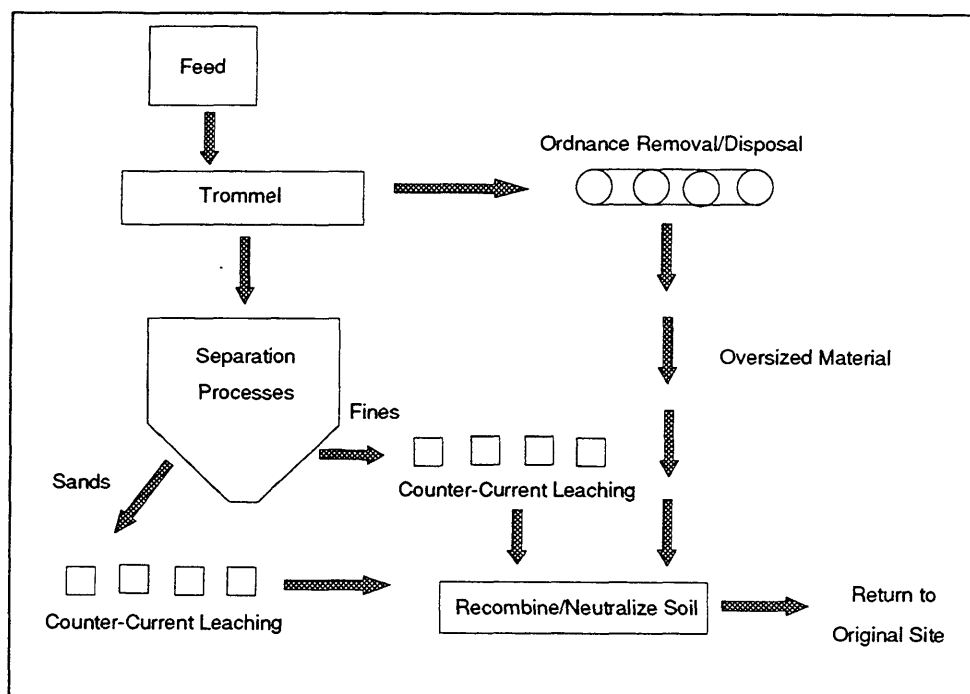 Feed
Ordnance Removal/Disposal
Trommel
Separation
Processes
Oversized Material
Fines
Sands
Counter-Current Leaching
Counter-Current Leaching
Recombine/Neutralize Soil
Return to
Original Site